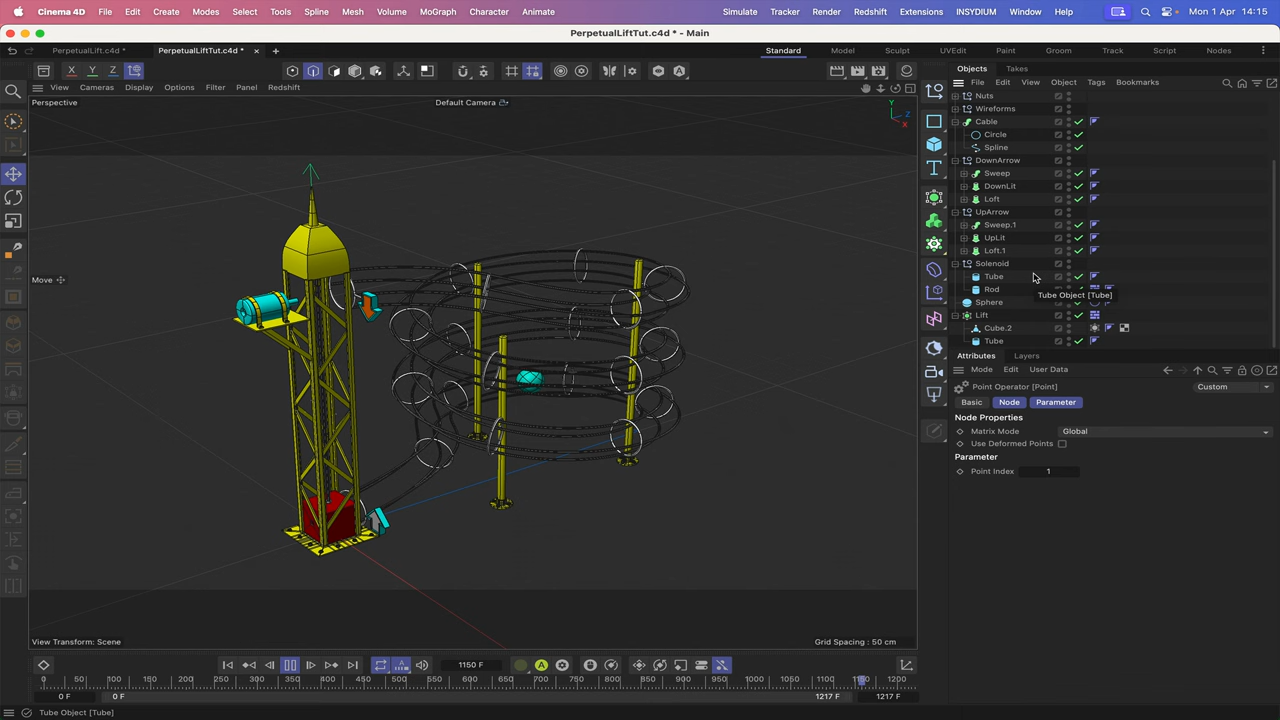 Cinema 4D File Edit Create Modes Select Tools Spline Mesh Volume MoGraph Character Animate Simulate Tracker Render Redshift Extensions INSYDIUM Window Help Mon 1 Apr 14:15
PerpetualLiftTut.c4d * - Main
PerpetualLift.c4d * PerpetualLiftTut.c4d * Standard Model Sculpt UVEdit Paint Groom Track Script Nodes
X Y Z
Objects Takes
File Edit View Object Tags Bookmarks
View Cameras Display Options Filter Panel Redshift
Perspective
Default Camera
Y
Z
X
Nuts
Wireforms
Cable
Circle
Spline
DownArrow
Sweep
DownLit
Loft
UpArrow
Sweep.1
UpLit
Loft.1
Solenoid
Tube
Rod
Tube Object [Tube]
Sphere
Lift
Cube.2
Tube
Move
Attributes Layers
Mode Edit User Data
Point Operator [Point] Custom
Basic Node Parameter
Node Properties
Matrix Mode Global
Use Deformed Points
Parameter
Point Index 1
View Transform: Scene
Grid Spacing : 50 cm
1150 F
0 50 100 150 200 250 300 350 400 450 500 550 600 650 700 750 800 850 900 950 1000 1050 1100 1150 1200
0 F 0 F 1217 F 1217 F
Tube Object [Tube]